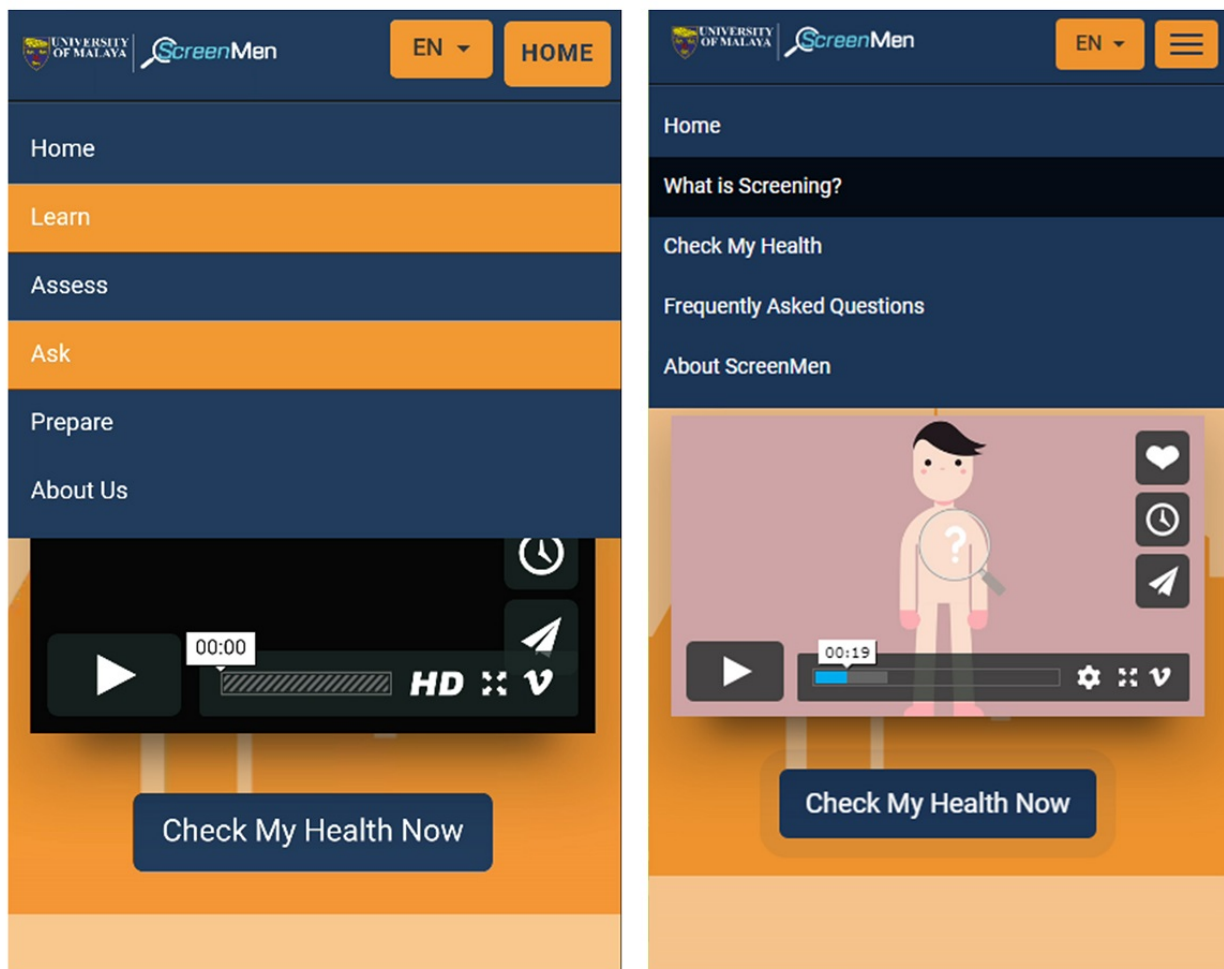 UNIVERSITY
OF MALAYA
ScreenMen
EN
HOME
Home
Learn
Assess
Ask
Prepare
About Us
00:00
HD
Check My Health Now
UNIVERSITY
OF MALAYA
ScreenMen
EN
Home
What is Screening?
Check My Health
Frequently Asked Questions
About ScreenMen
?
00:19
Check My Health Now